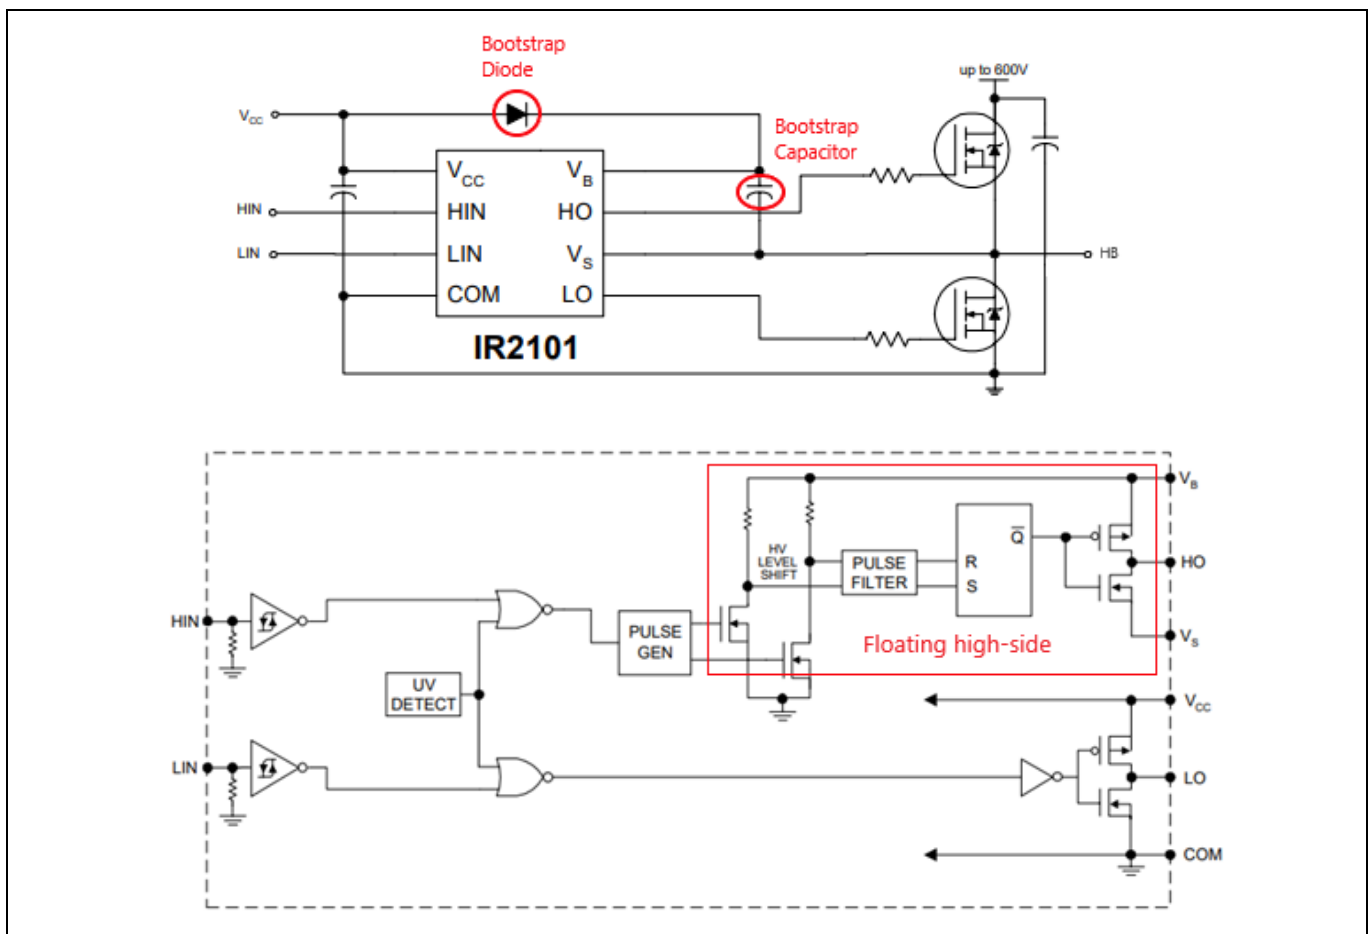 Bootstrap
Diode
up to 600V
VCC
Bootstrap
Capacitor
VCC
VB
HIN
HIN
HO
LIN
LIN
VS
HB
COM
LO
IR2101
VB
HV
LEVEL
SHIFT
PULSE
FILTER
R
S
Q̅
HO
HIN
PULSE
GEN
Floating high-side
VS
UV
DETECT
VCC
LIN
LO
COM